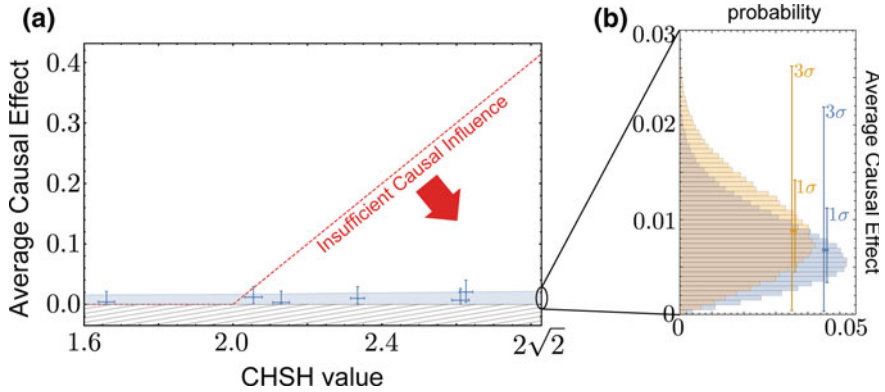 (a)
Average Causal Effect
0.4
0.3
0.2
0.1
0.0
Insufficient Causal Influence
1.6
2.0
2.4
2√2
CHSH value
(b)
probability
0.03
0.02
0.01
0
0
0.05
3σ
3σ
1σ
1σ
Average Causal Effect